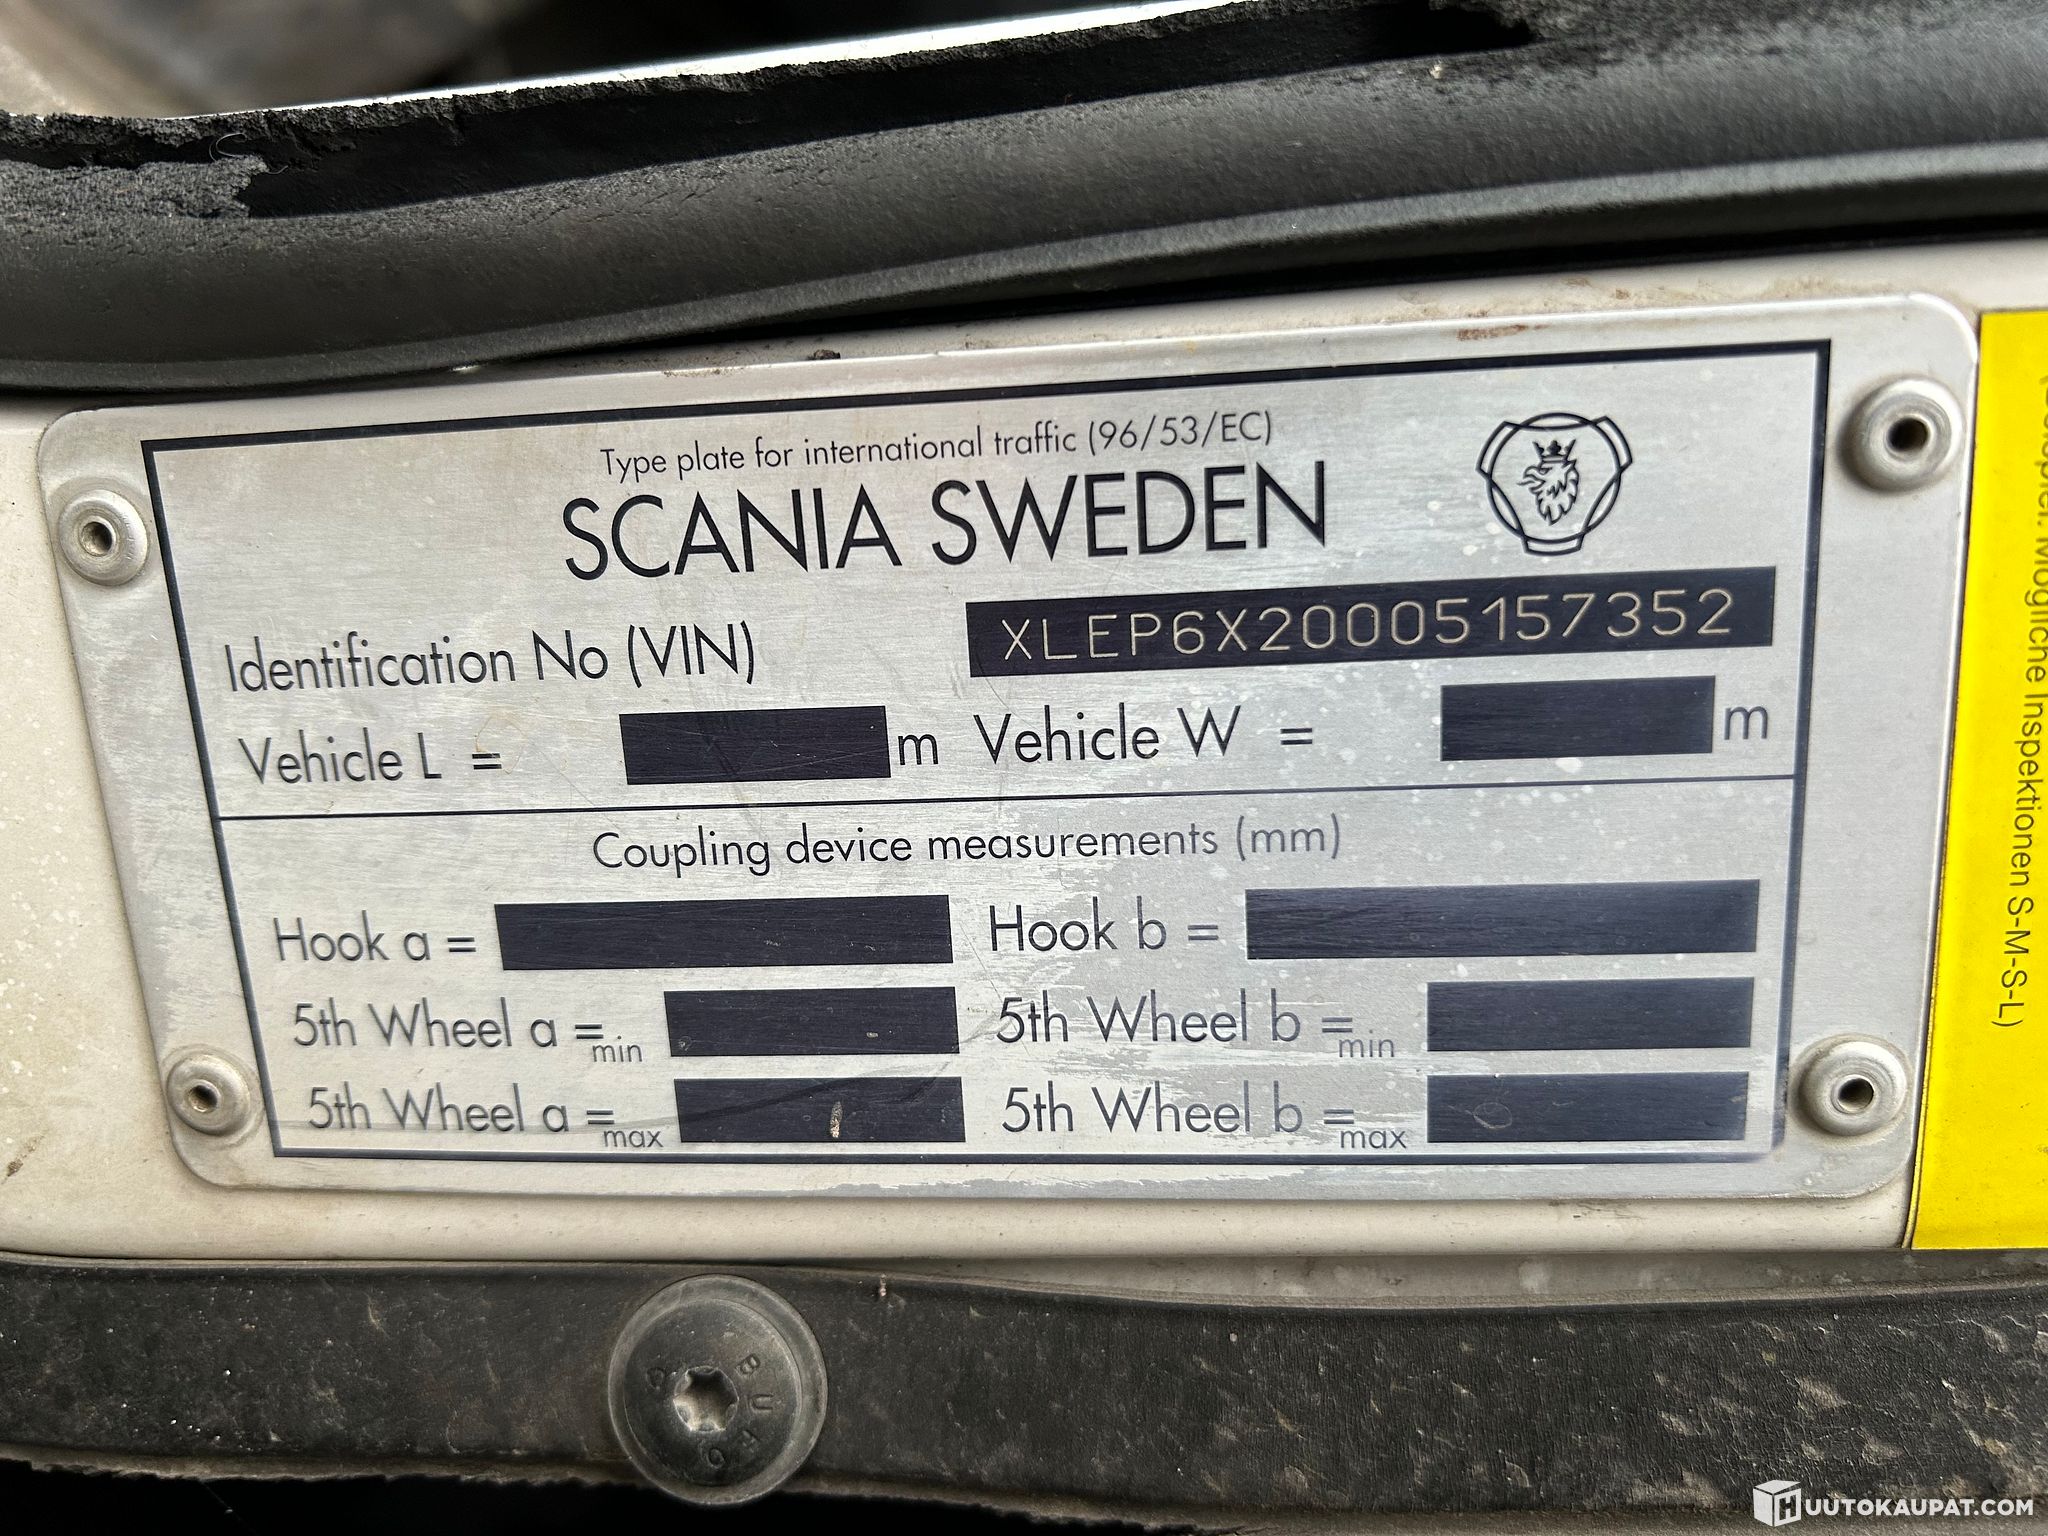 Type plate for international traffic (96/53/EC)
SCANIA SWEDEN
Identification No (VIN) XLEP6X20005157352
Vehicle L = m Vehicle W = m
Coupling device measurements (mm)
Hook a = Hook b =
5th Wheel a =min 5th Wheel b =min
5th Wheel a =max 5th Wheel b =max
Mögliche Inspektionen S-M-S-L)
BUFO
HUUTOKAUPAT.COM